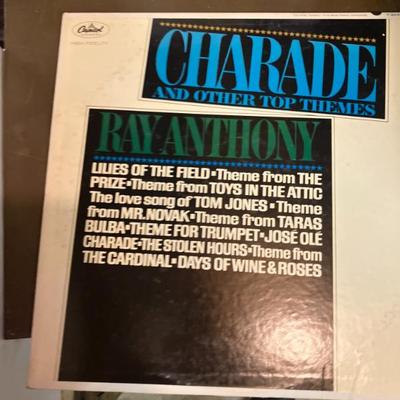 Capitol
HIGH FIDELITY
CHARADE
AND OTHER TOP THEMES
RAY ANTHONY
LILIES OF THE FIELD•Theme from THE
PRIZE•Theme from TOYS IN THE ATTIC
The love song of TOM JONES•Theme
from MR. NOVAK•Theme from TARAS
BULBA•THEME FOR TRUMPET•JOSE OLÉ
CHARADE•THE STOLEN HOURS•Theme from
THE CARDINAL•DAYS OF WINE & ROSES